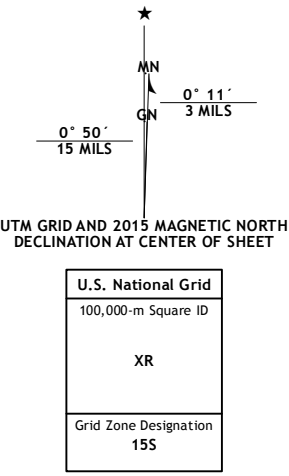 MN
0° 11´
3 MILS
GN
0° 50´
15 MILS
UTM GRID AND 2015 MAGNETIC NORTH
DECLINATION AT CENTER OF SHEET
U.S. National Grid
100,000-m Square ID
XR
Grid Zone Designation
15S